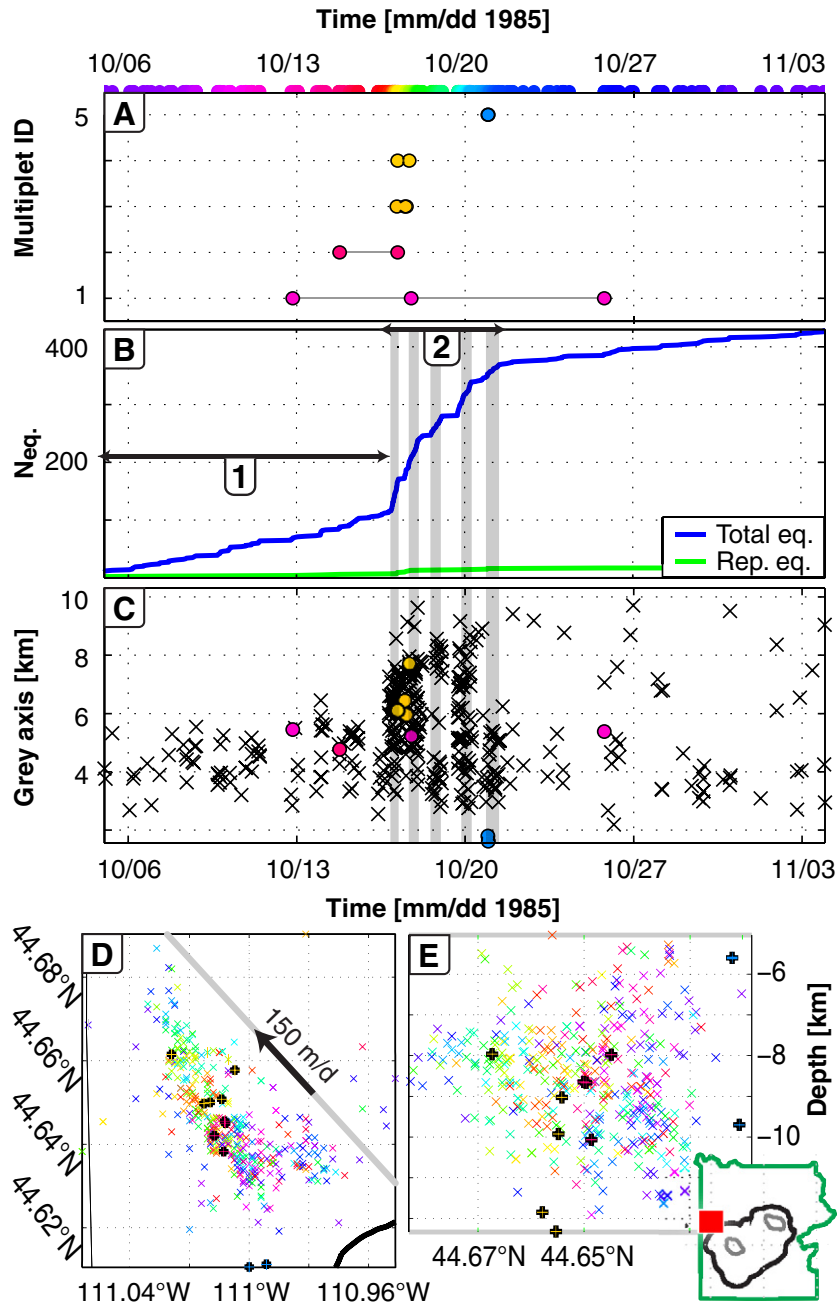 Time [mm/dd 1985]
10/06 10/13 10/20 10/27 11/03
A
5
1
Multiplet ID
B
2
400
200
1
Neq.
Total eq.
Rep. eq.
C
10
8
6
4
Grey axis [km]
10/06 10/13 10/20 10/27 11/03
Time [mm/dd 1985]
D
44.68°N
44.66°N
44.64°N
44.62°N
150 m/d
111.04°W 111°W 110.96°W
E
−6
−8
−10
Depth [km]
44.67°N 44.65°N